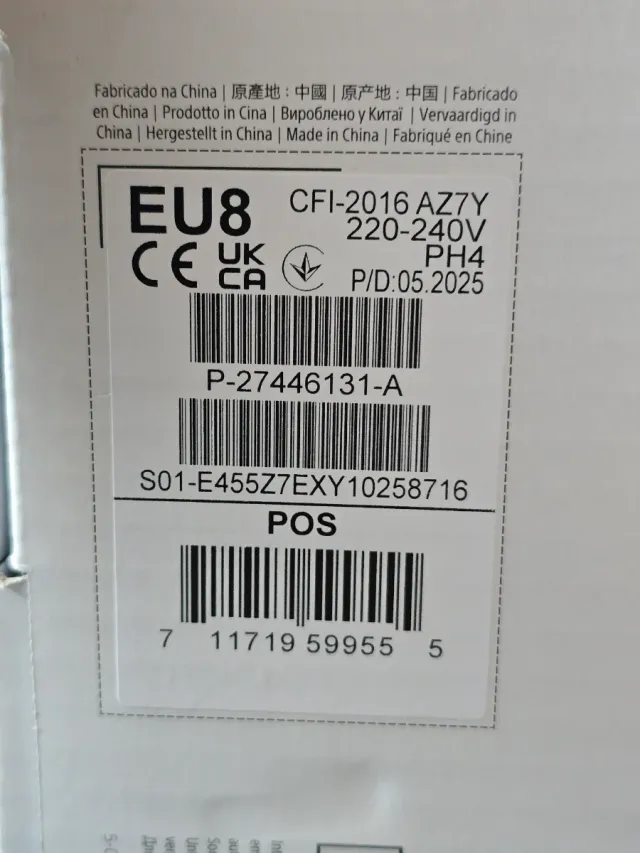 Fabricado na China | 原產地：中國 | 原产地：中国 | Fabricado
en China | Prodotto in Cina | Вироблено у Китаї | Vervaardigd in
China | Hergestellt in China | Made in China | Fabriqué en Chine
EU8
CFI-2016 AZ7Y
220-240V
PH4
CE UK
CA
P/D:05.2025
P-27446131-A
S01-E455Z7EXY10258716
POS
7 11719 59955 5